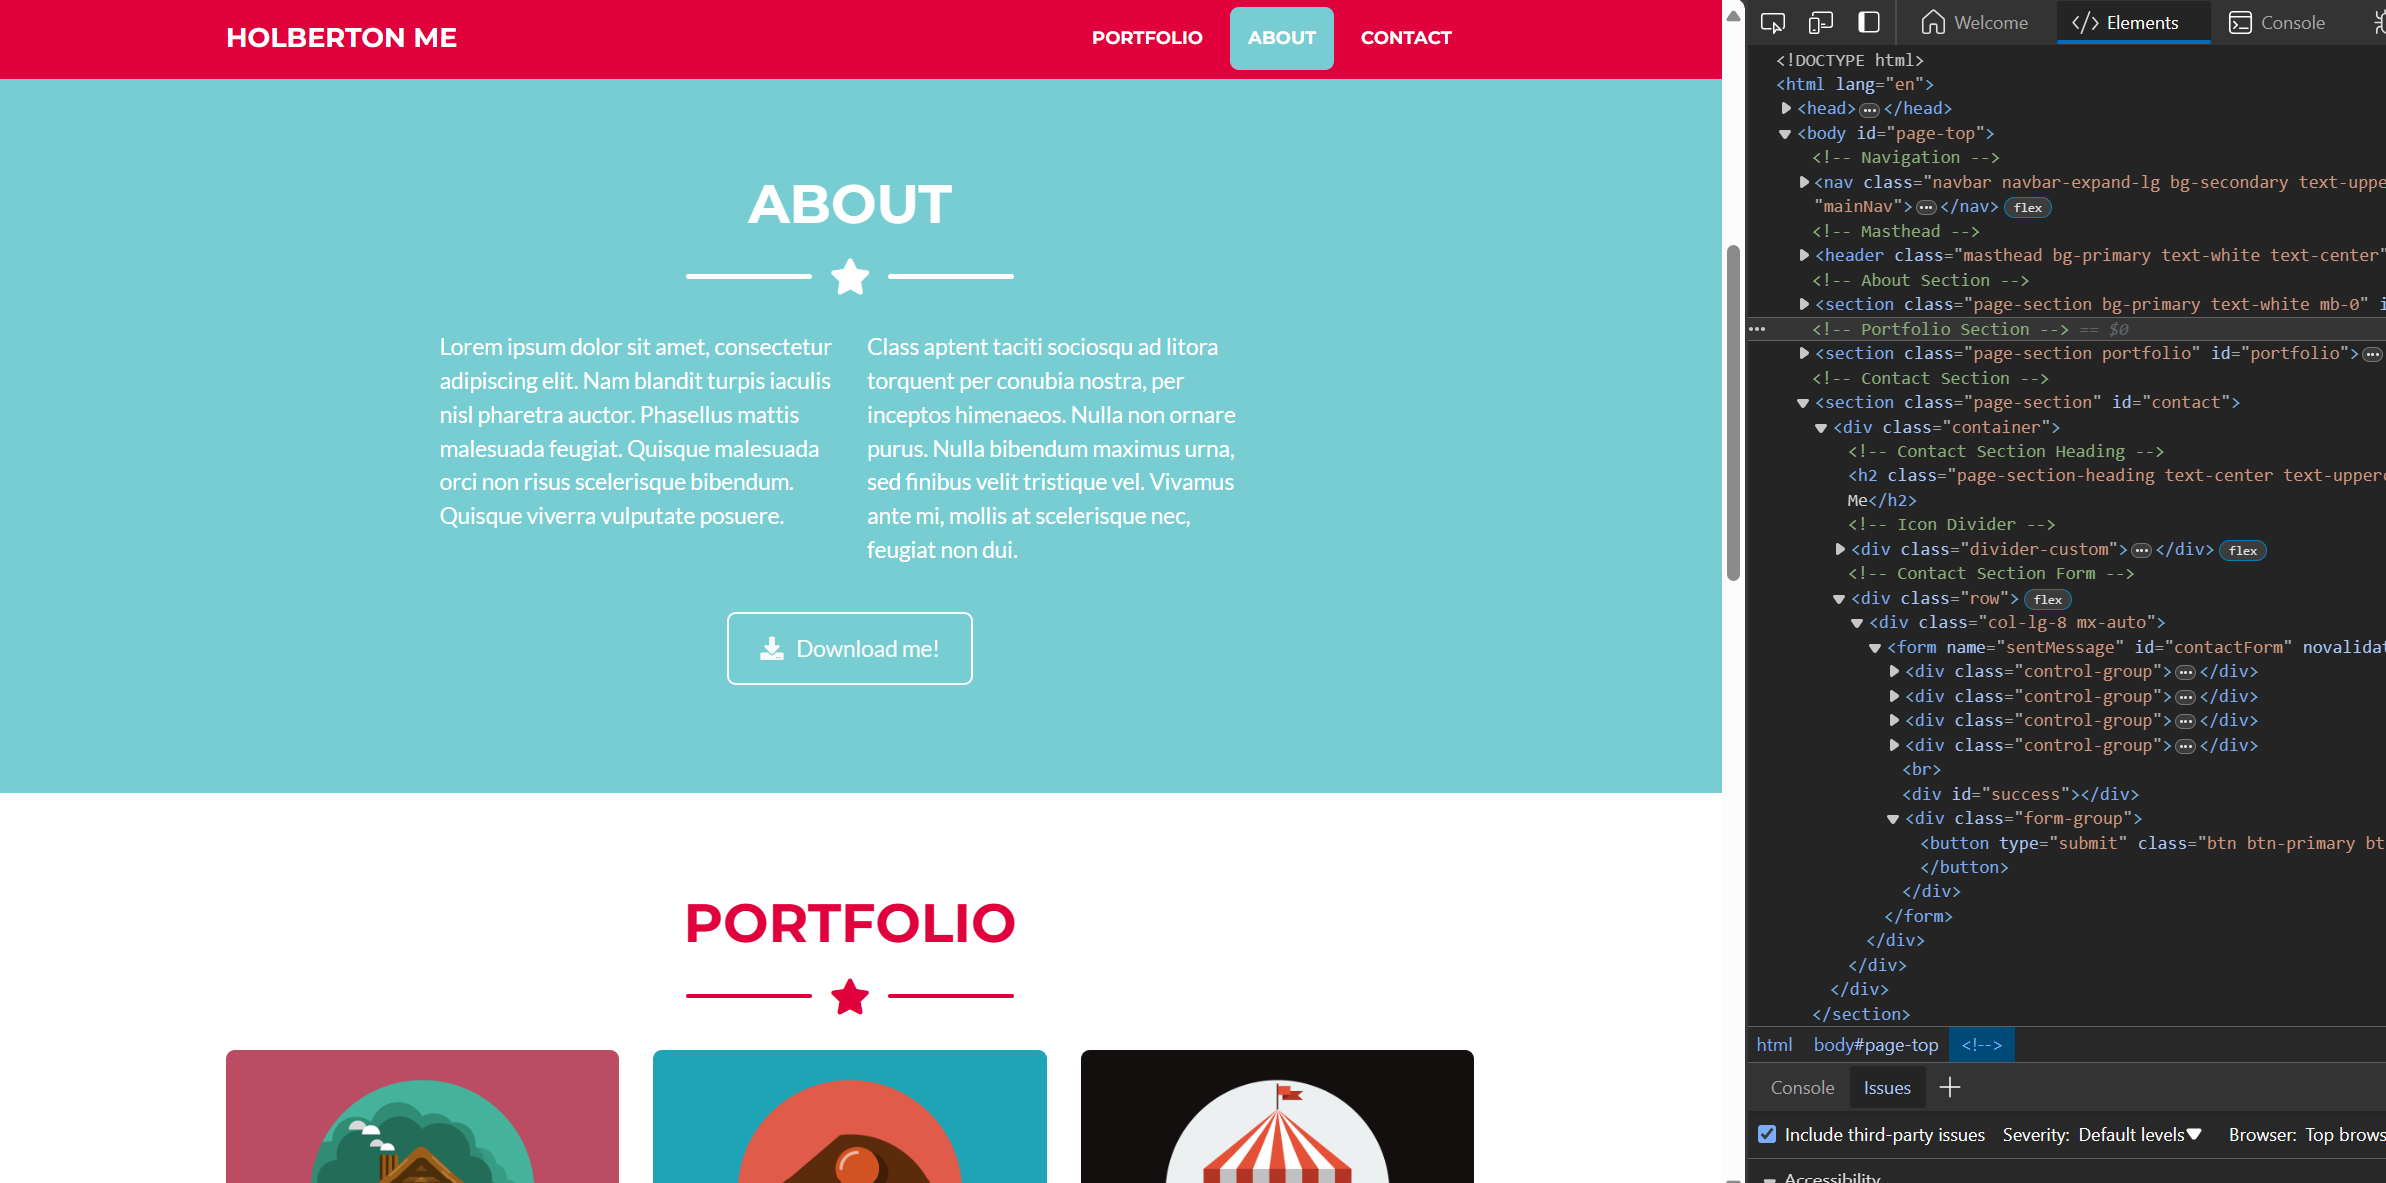 HOLBERTON ME
PORTFOLIO
ABOUT
CONTACT
ABOUT
Lorem ipsum dolor sit amet, consectetur
adipiscing elit. Nam blandit turpis iaculis
nisl pharetra auctor. Phasellus mattis
malesuada feugiat. Quisque malesuada
orci non risus scelerisque bibendum.
Quisque viverra vulputate posuere.
Class aptent taciti sociosqu ad litora
torquent per conubia nostra, per
inceptos himenaeos. Nulla non ornare
purus. Nulla bibendum maximus urna,
sed finibus velit tristique vel. Vivamus
ante mi, mollis at scelerisque nec,
feugiat non dui.
Download me!
PORTFOLIO
Welcome
</> Elements
Console
<!DOCTYPE html>
<html lang="en">
<head> ••• </head>
<body id="page-top">
<!-- Navigation -->
<nav class="navbar navbar-expand-lg bg-secondary text-uppe
"mainNav"> ••• </nav> flex
<!-- Masthead -->
<header class="masthead bg-primary text-white text-center"
<!-- About Section -->
<section class="page-section bg-primary text-white mb-0" i
<!-- Portfolio Section --> == $0
<section class="page-section portfolio" id="portfolio"> •••
<!-- Contact Section -->
<section class="page-section" id="contact">
<div class="container">
<!-- Contact Section Heading -->
<h2 class="page-section-heading text-center text-upperc
Me</h2>
<!-- Icon Divider -->
<div class="divider-custom"> ••• </div> flex
<!-- Contact Section Form -->
<div class="row"> flex
<div class="col-lg-8 mx-auto">
<form name="sentMessage" id="contactForm" novalidat
<div class="control-group"> ••• </div>
<div class="control-group"> ••• </div>
<div class="control-group"> ••• </div>
<div class="control-group"> ••• </div>
<br>
<div id="success"></div>
<div class="form-group">
<button type="submit" class="btn btn-primary bt
</button>
</div>
</form>
</div>
</div>
</div>
</section>
html body#page-top <!-->
Console Issues +
Include third-party issues Severity: Default levels Browser: Top brows
Accessibility